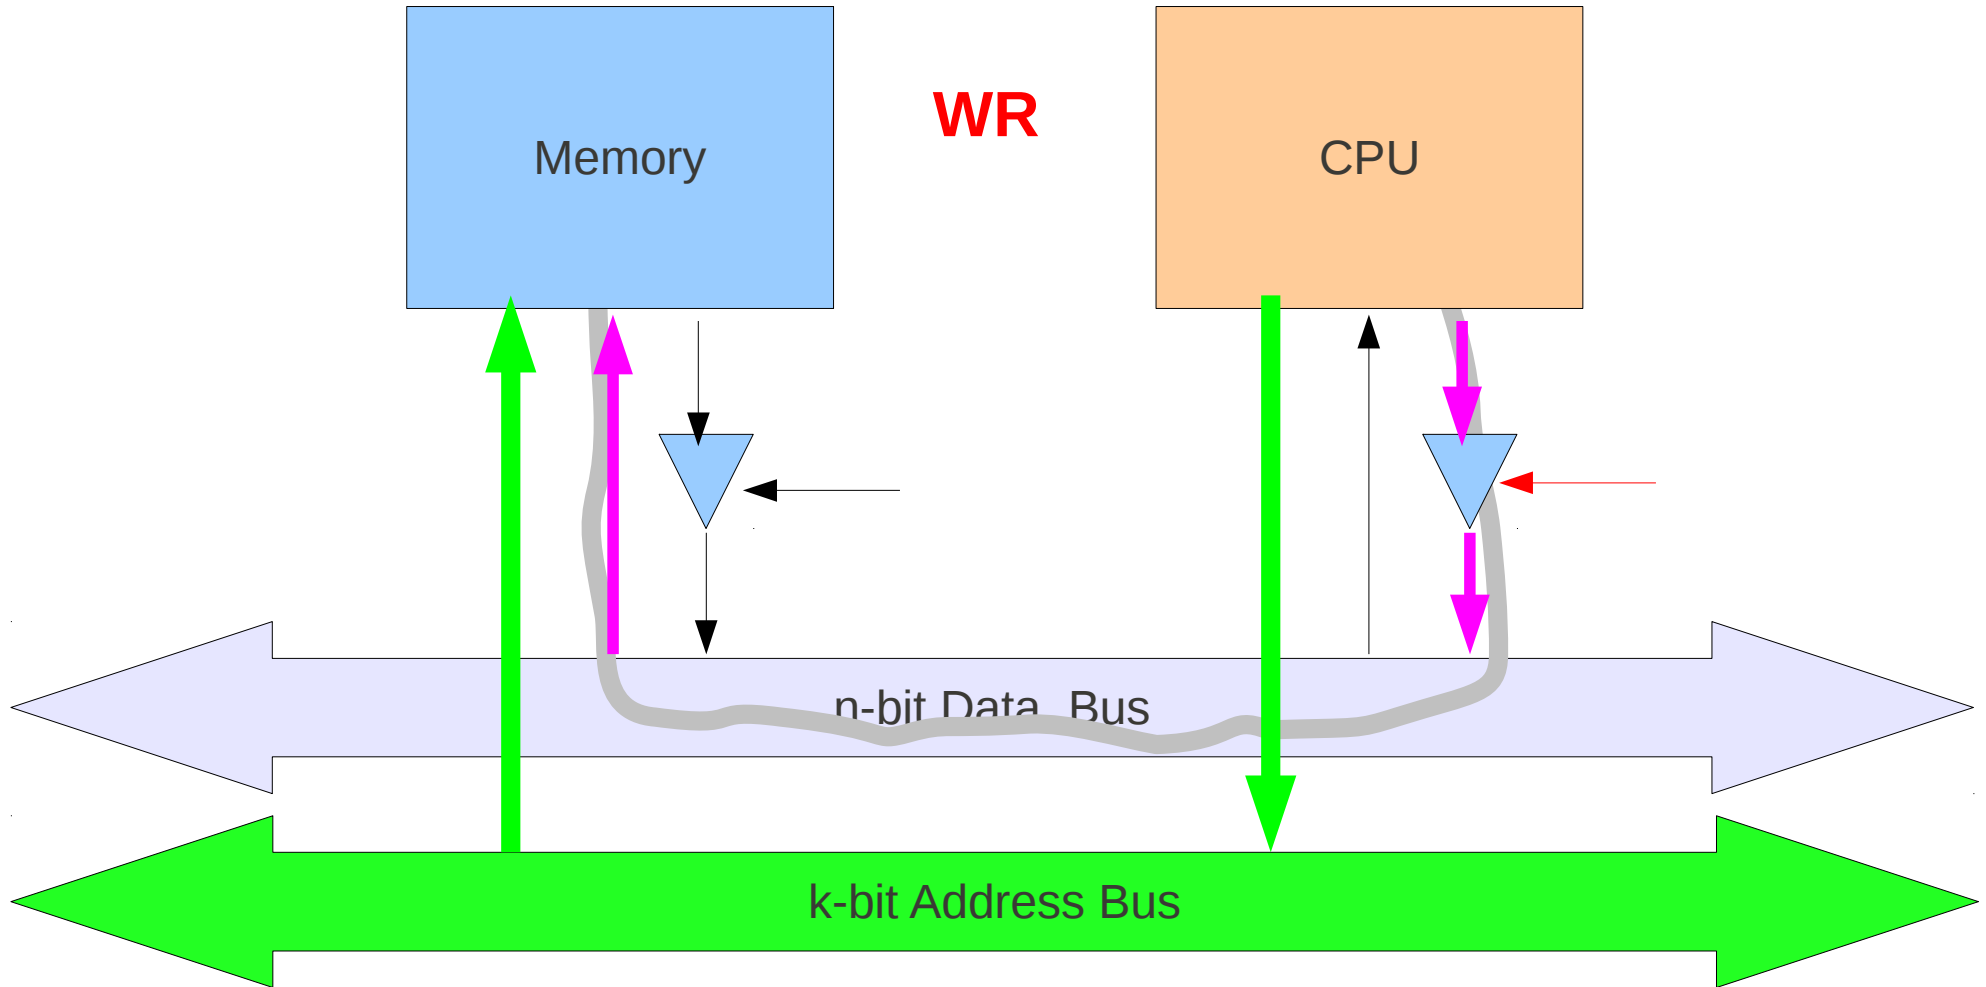 WR
Memory
CPU
n-bit Data  Bus
k-bit Address Bus